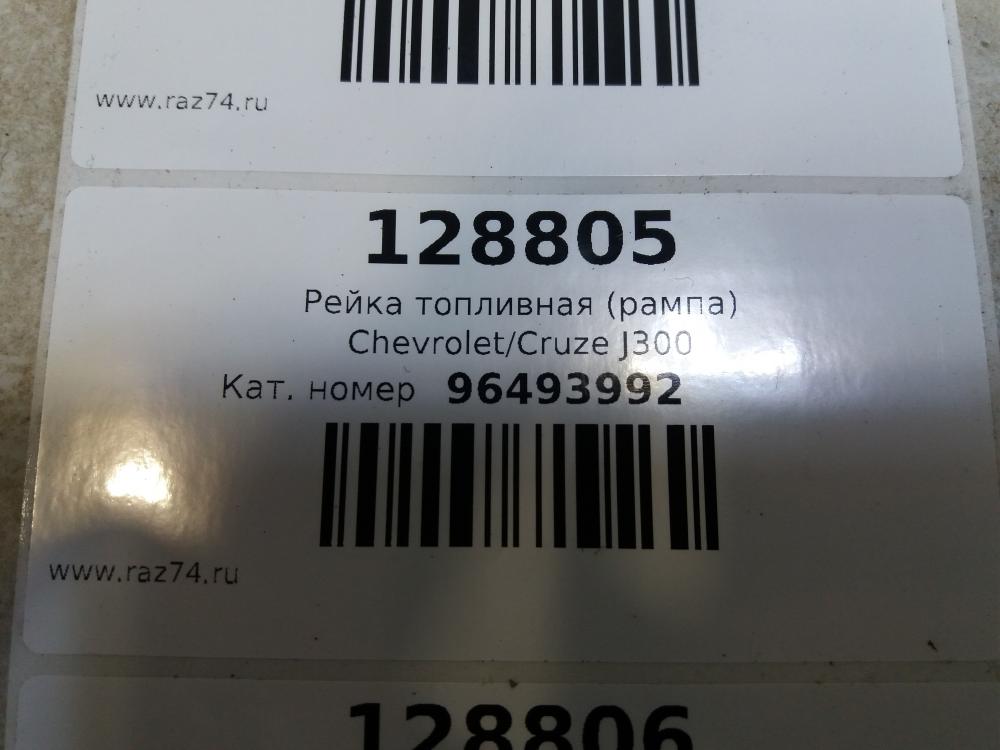 www.raz74.ru
128805
Рейка топливная (рампа)
Chevrolet/Cruze J300
Кат. номер 96493992
www.raz74.ru
128806